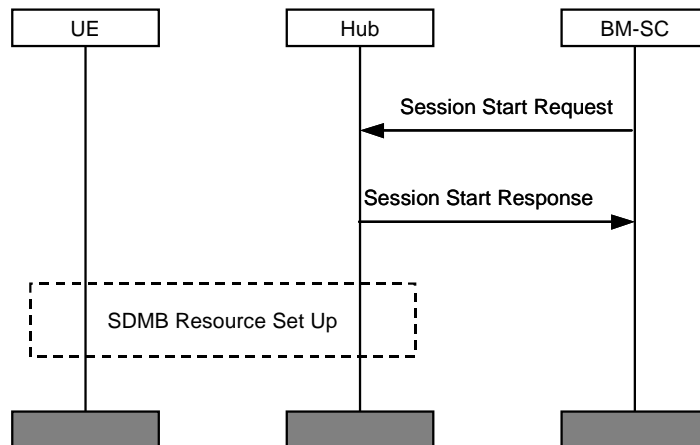 UE
Hub
BM-SC
Session Start Request
Session Start Response
SDMB Resource Set Up